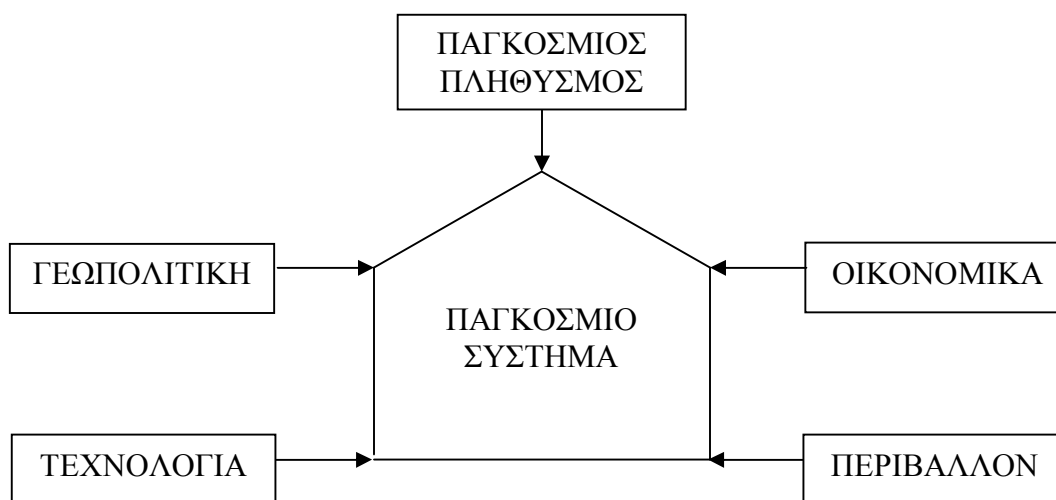 ΠΑΓΚΟΣΜΙΟΣ
ΠΛΗΘΥΣΜΟΣ
ΓΕΩΠΟΛΙΤΙΚΗ
ΟΙΚΟΝΟΜΙΚΑ
ΠΑΓΚΟΣΜΙΟ
ΣΥΣΤΗΜΑ
ΤΕΧΝΟΛΟΓΙΑ
ΠΕΡΙΒΑΛΛΟΝ